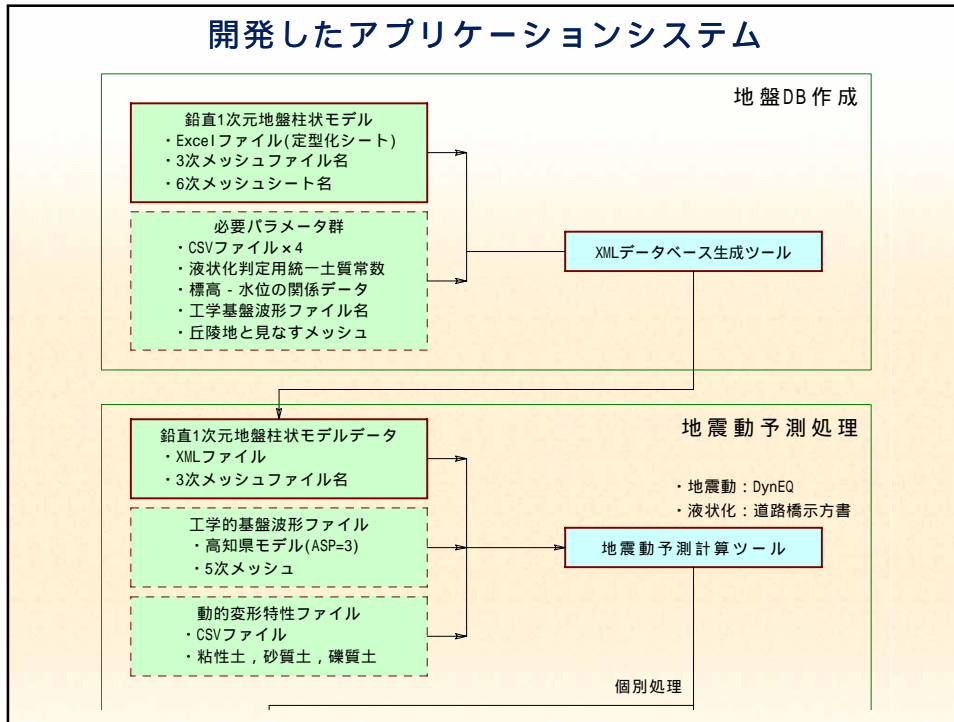 開発したアプリケーションシステム
地盤DB作成
鉛直1次元地盤柱状モデル
・Excelファイル(定型化シート)
・3次メッシュファイル名
・6次メッシュシート名
必要パラメータ群
・CSVファイル×4
・液状化判定用統一土質常数
・標高‐水位の関係データ
・工学基盤波形ファイル名
・丘陵地と見なすメッシュ
XMLデータベース生成ツール
地震動予測処理
鉛直1次元地盤柱状モデルデータ
・XMLファイル
・3次メッシュファイル名
・地震動：DynEQ
・液状化：道路橋示方書
工学的基盤波形ファイル
・高知県モデル(ASP=3)
・5次メッシュ
地震動予測計算ツール
動的変形特性ファイル
・CSVファイル
・粘性土，砂質土，礫質土
個別処理